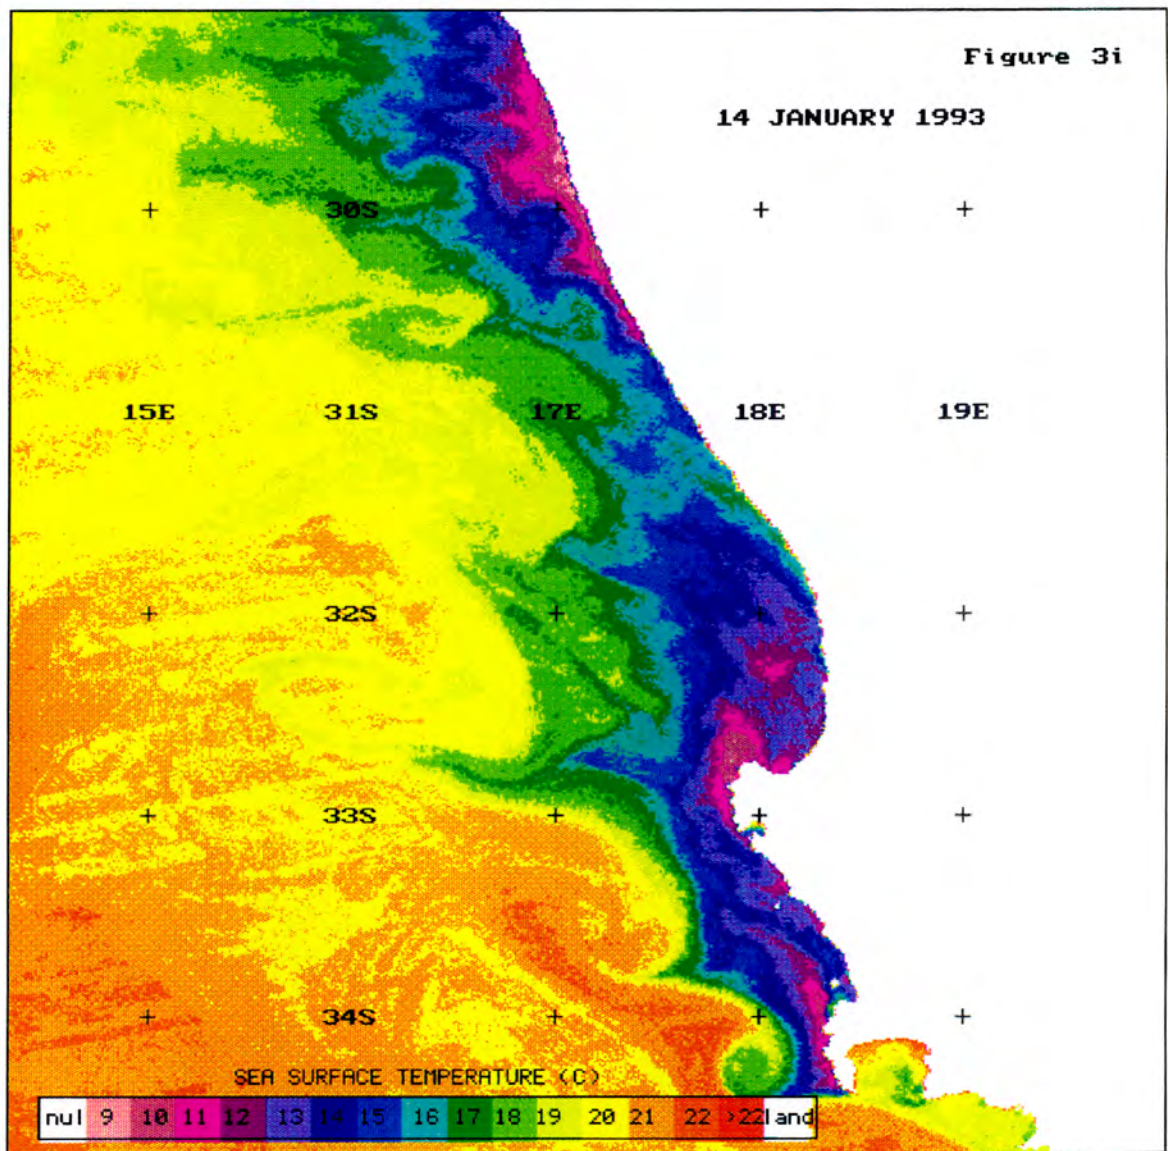 Figure 3i
14 JANUARY 1993
30S
15E 31S 17E 18E 19E
32S
33S
34S
SEA SURFACE TEMPERATURE (C)
nul 9 10 11 12 13 14 15 16 17 18 19 20 21 22 >22 land